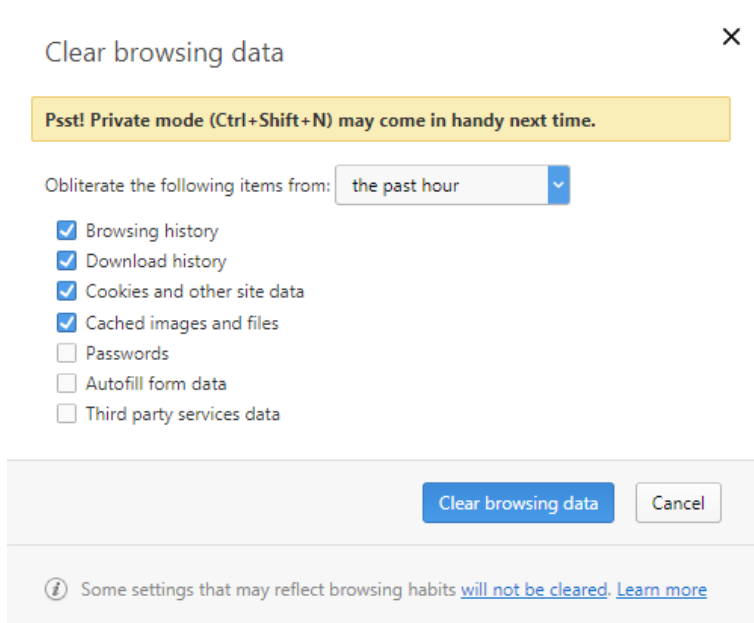 Clear browsing data
Psst! Private mode (Ctrl+Shift+N) may come in handy next time.
Obliterate the following items from: the past hour
Browsing history
Download history
Cookies and other site data
Cached images and files
Passwords
Autofill form data
Third party services data
Clear browsing data Cancel
Some settings that may reflect browsing habits will not be cleared. Learn more